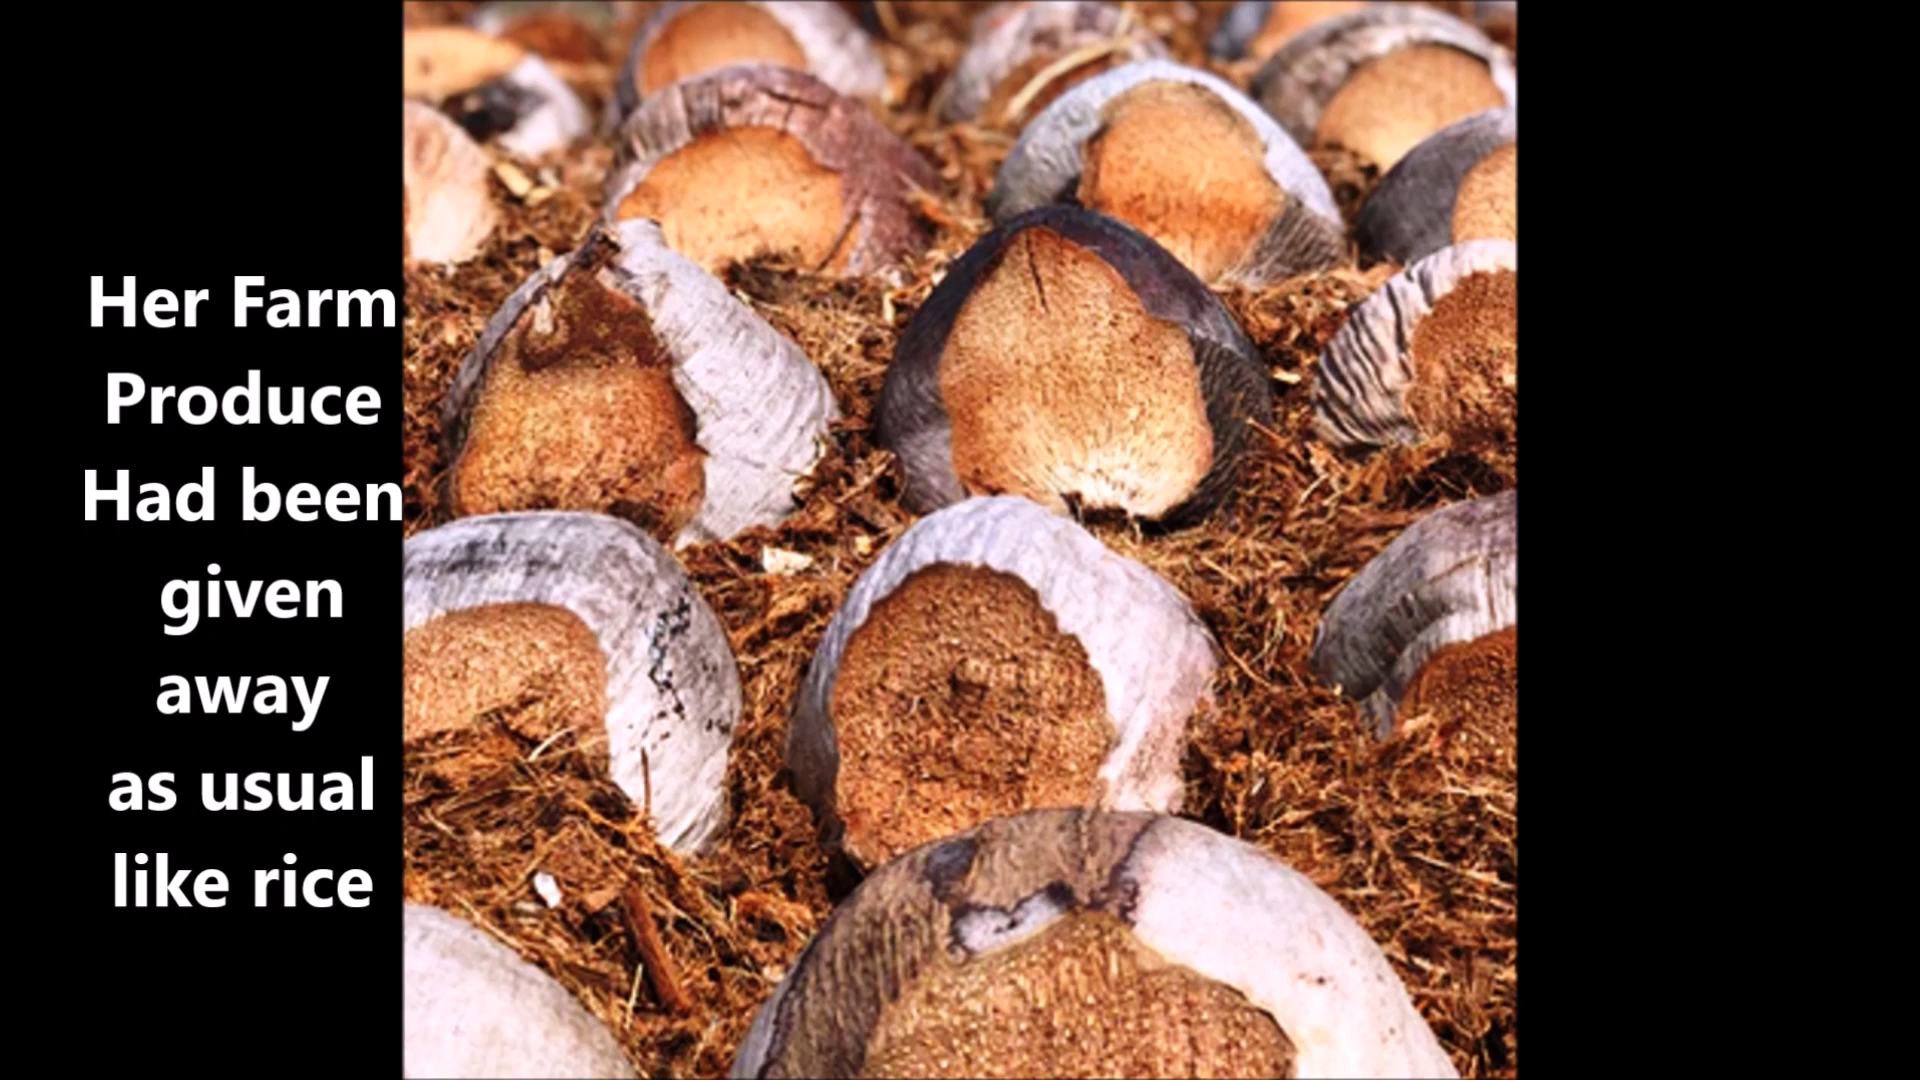 Her Farm
Produce
Had been
given
away
as usual
like rice